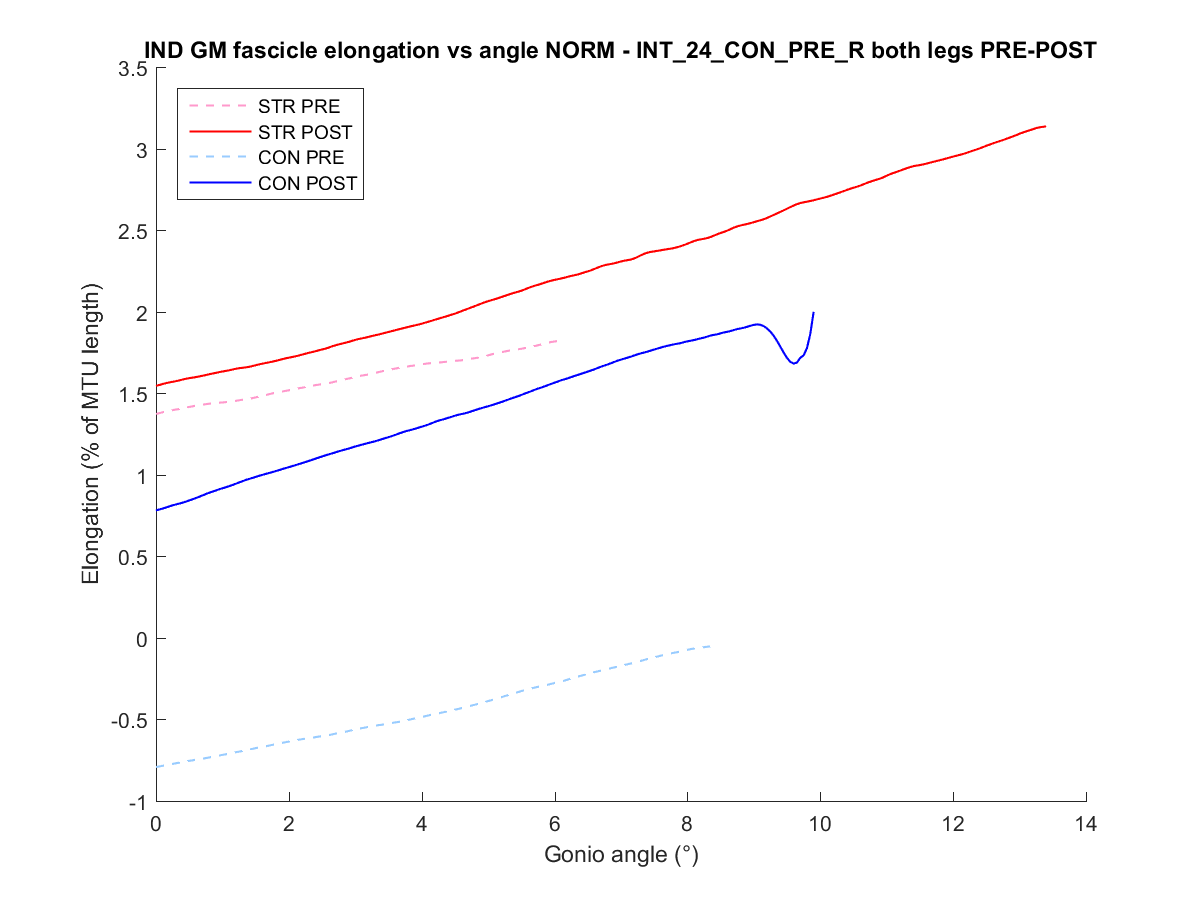 IND GM fascicle elongation vs angle NORM - INT_24_CON_PRE_R both legs PRE-POST
3.5
3
2.5
2
1.5
1
0.5
0
-0.5
-1
STR PRE
STR POST
CON PRE
CON POST
Elongation (% of MTU length)
0
2
4
6
8
10
12
14
Gonio angle (°)